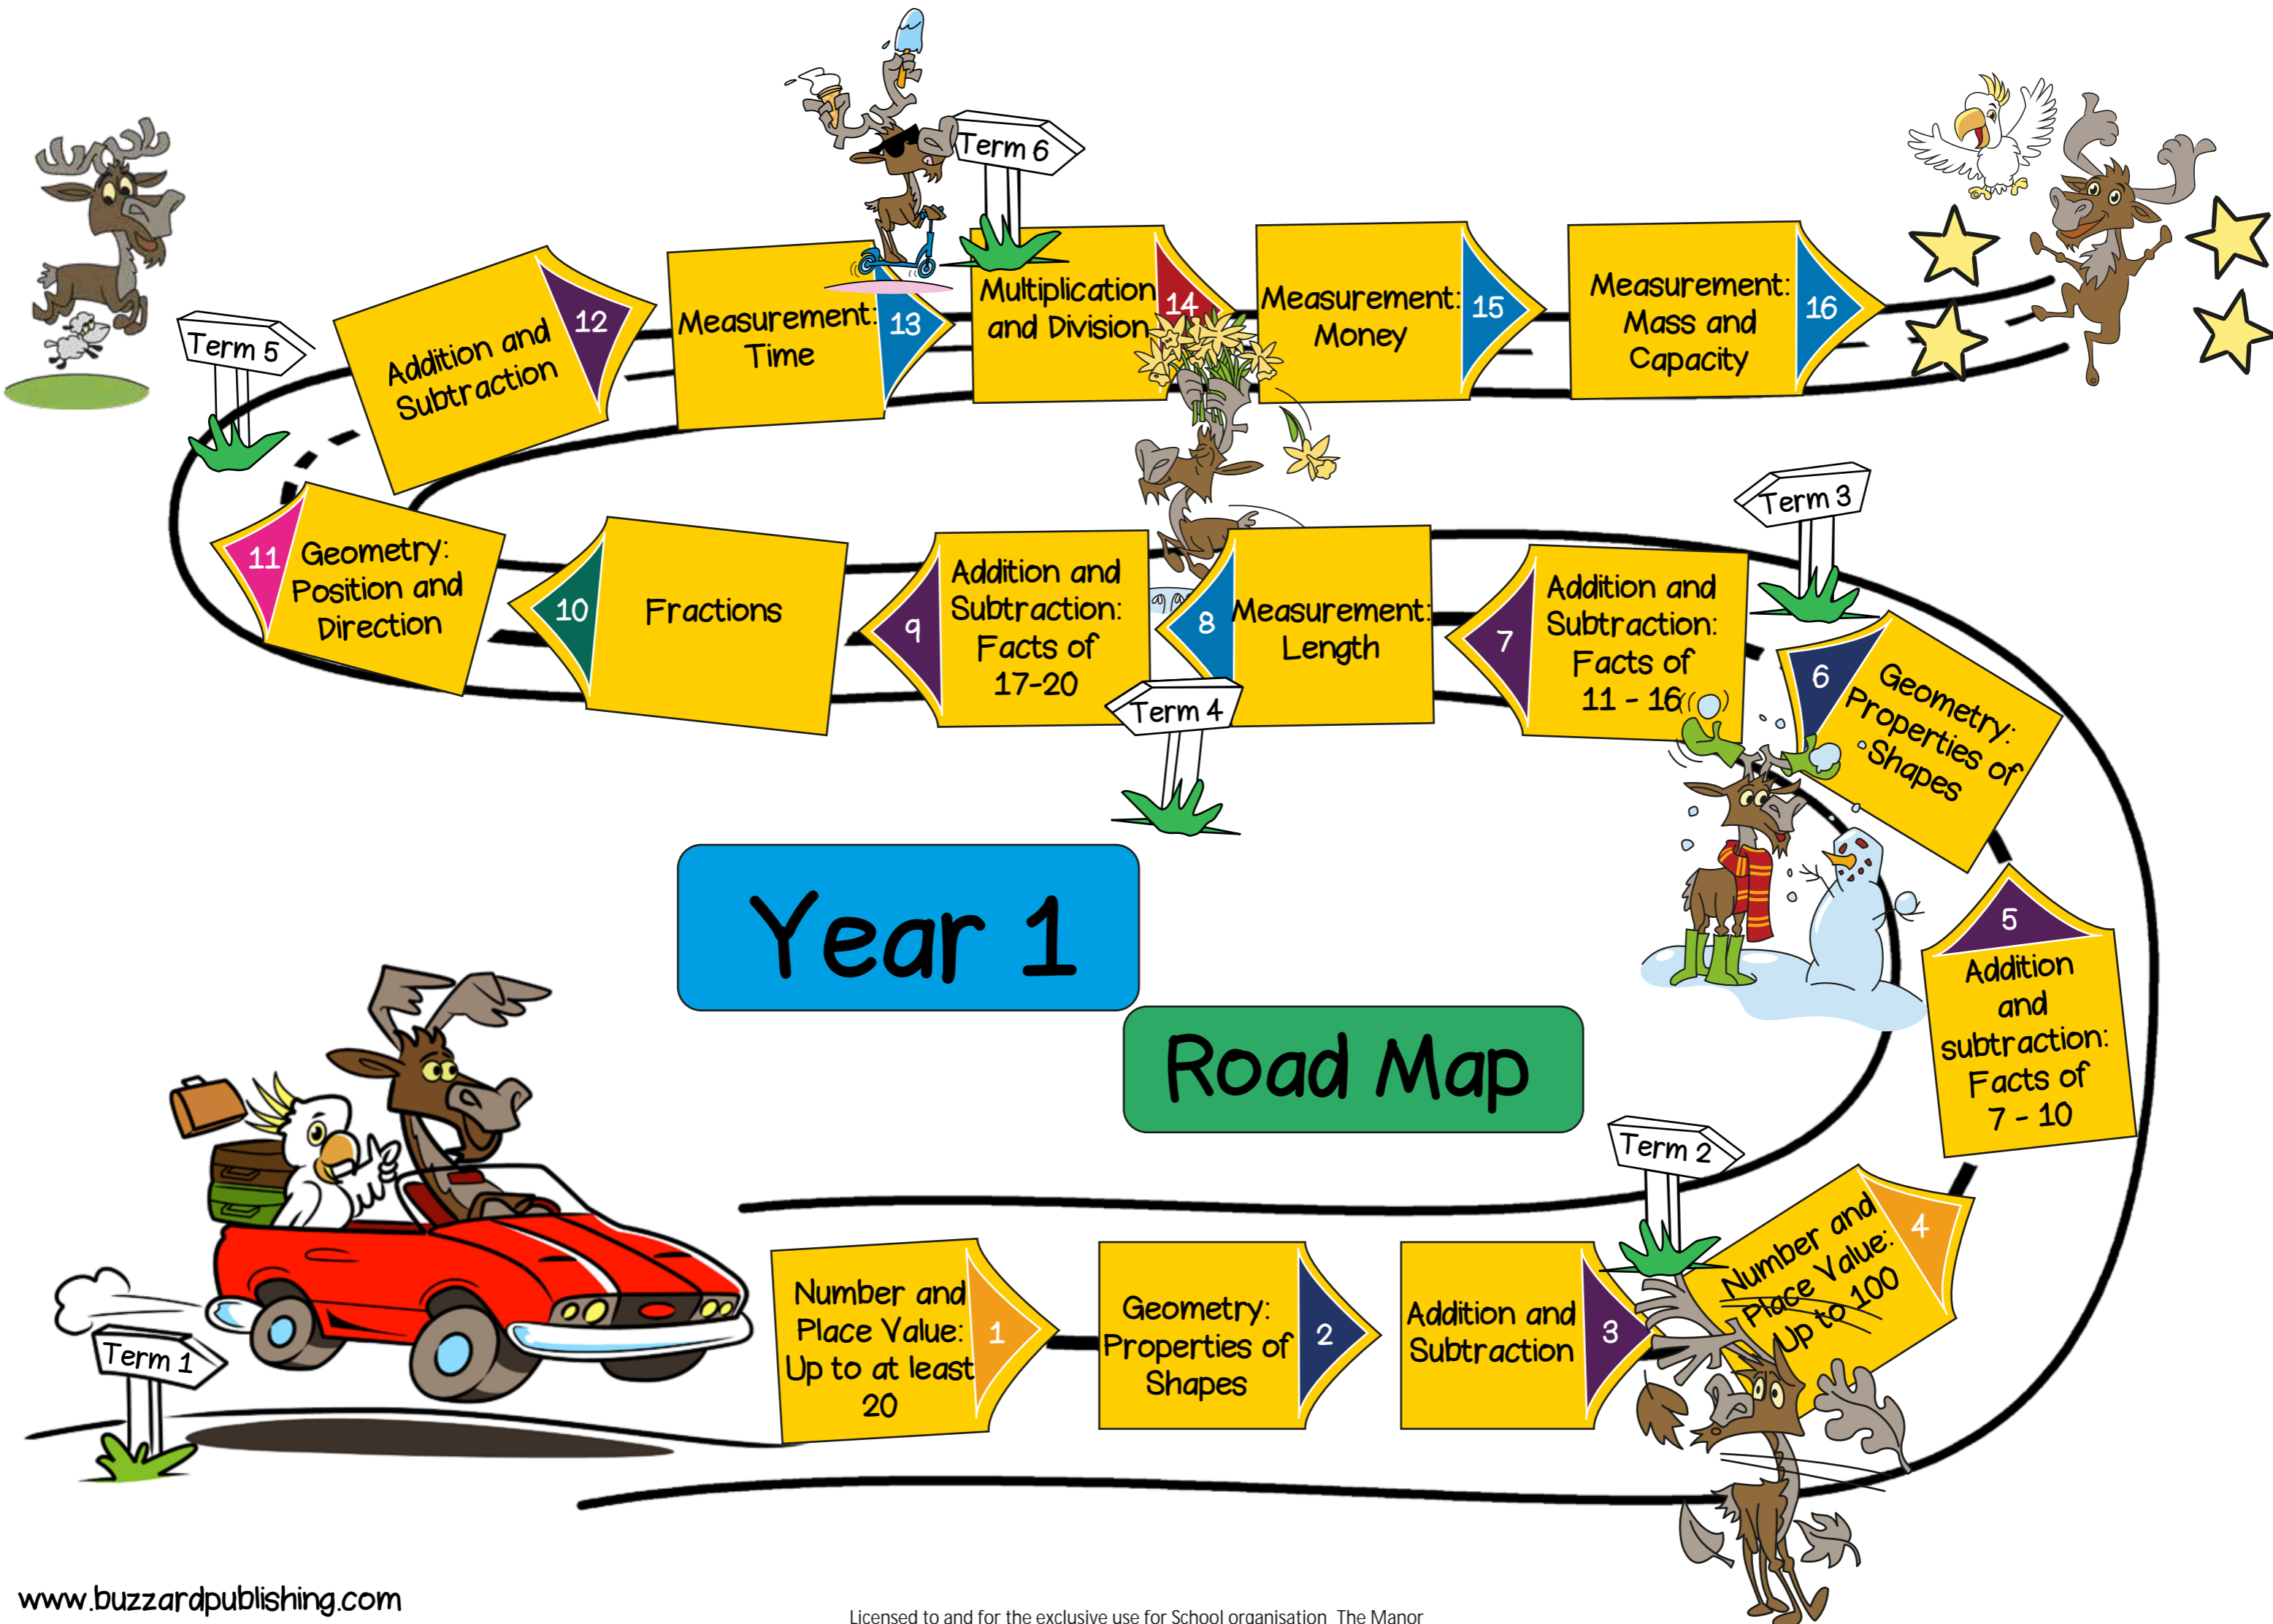 Term 1
Number and
Place Value:
Up to at least
20
1
Geometry:
Properties of
Shapes
2
Addition and
Subtraction
3
Term 2
Number and
Place Value:
Up to 100
4
5
Addition
and
subtraction:
Facts of
7 - 10
6
Geometry:
Properties of
Shapes
Term 3
7
Addition and
Subtraction:
Facts of
11 - 16
8
Measurement:
Length
Term 4
9
Addition and
Subtraction:
Facts of
17-20
10
Fractions
11
Geometry:
Position and
Direction
Term 5
Addition and
Subtraction
12
Measurement:
Time
13
Term 6
Multiplication
and Division
14
Measurement:
Money
15
Measurement:
Mass and
Capacity
16
Year 1
Road Map
www.buzzardpublishing.com
Licensed to and for the exclusive use for School organisation The Manor